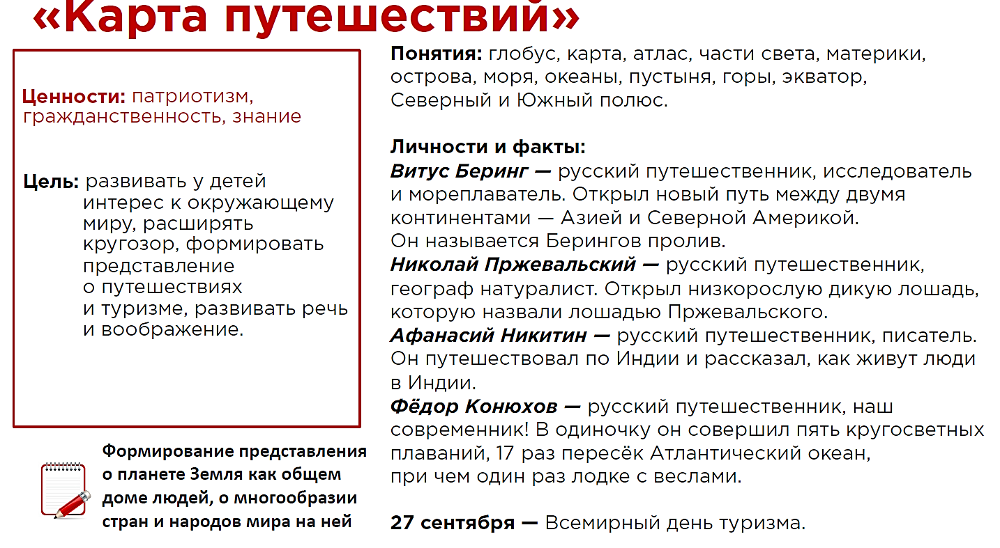 «Карта путешествий»
Ценности: патриотизм,
гражданственность, знание
Цель: развивать у детей
интерес к окружающему
миру, расширять
кругозор, формировать
представление
о путешествиях
и туризме, развивать речь
и воображение.
Формирование представления
о планете Земля как общем
доме людей, о многообразии
стран и народов мира на ней
Понятия: глобус, карта, атлас, части света, материки,
острова, моря, океаны, пустыня, горы, экватор,
Северный и Южный полюс.
Личности и факты:
Витус Беринг — русский путешественник, исследователь
и мореплаватель. Открыл новый путь между двумя
континентами — Азией и Северной Америкой.
Он называется Берингов пролив.
Николай Пржевальский — русский путешественник,
географ натуралист. Открыл низкорослую дикую лошадь,
которую назвали лошадью Пржевальского.
Афанасий Никитин — русский путешественник, писатель.
Он путешествовал по Индии и рассказал, как живут люди
в Индии.
Фёдор Конюхов — русский путешественник, наш
современник! В одиночку он совершил пять кругосветных
плаваний, 17 раз пересёк Атлантический океан,
при чем один раз лодке с веслами.
27 сентября — Всемирный день туризма.